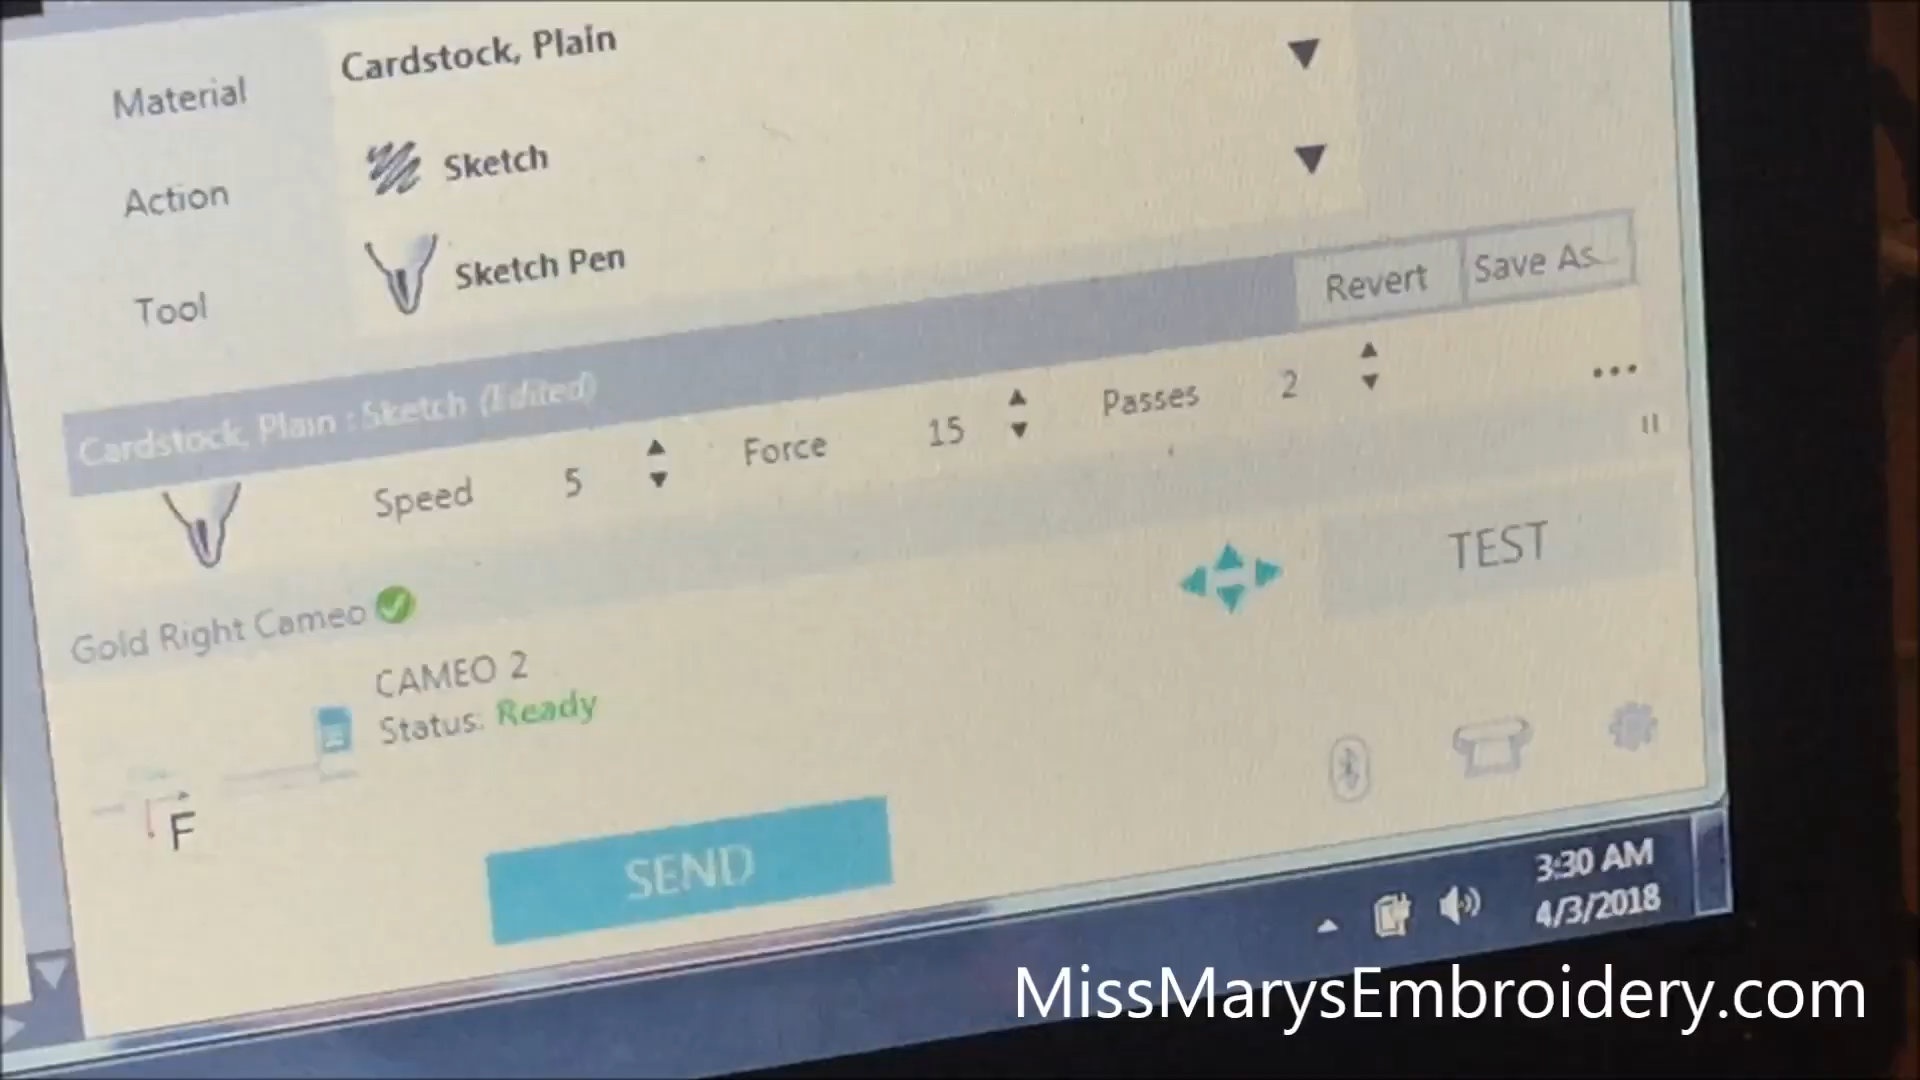 Material
Cardstock, Plain
Action
Sketch
Tool
Sketch Pen
Revert
Save As...
Cardstock, Plain : Sketch (Edited)
Speed 5 Force 15 Passes 2
TEST
Gold Right Cameo
CAMEO 2
Status: Ready
F
SEND
3:30 AM
4/3/2018
MissMarysEmbroidery.com